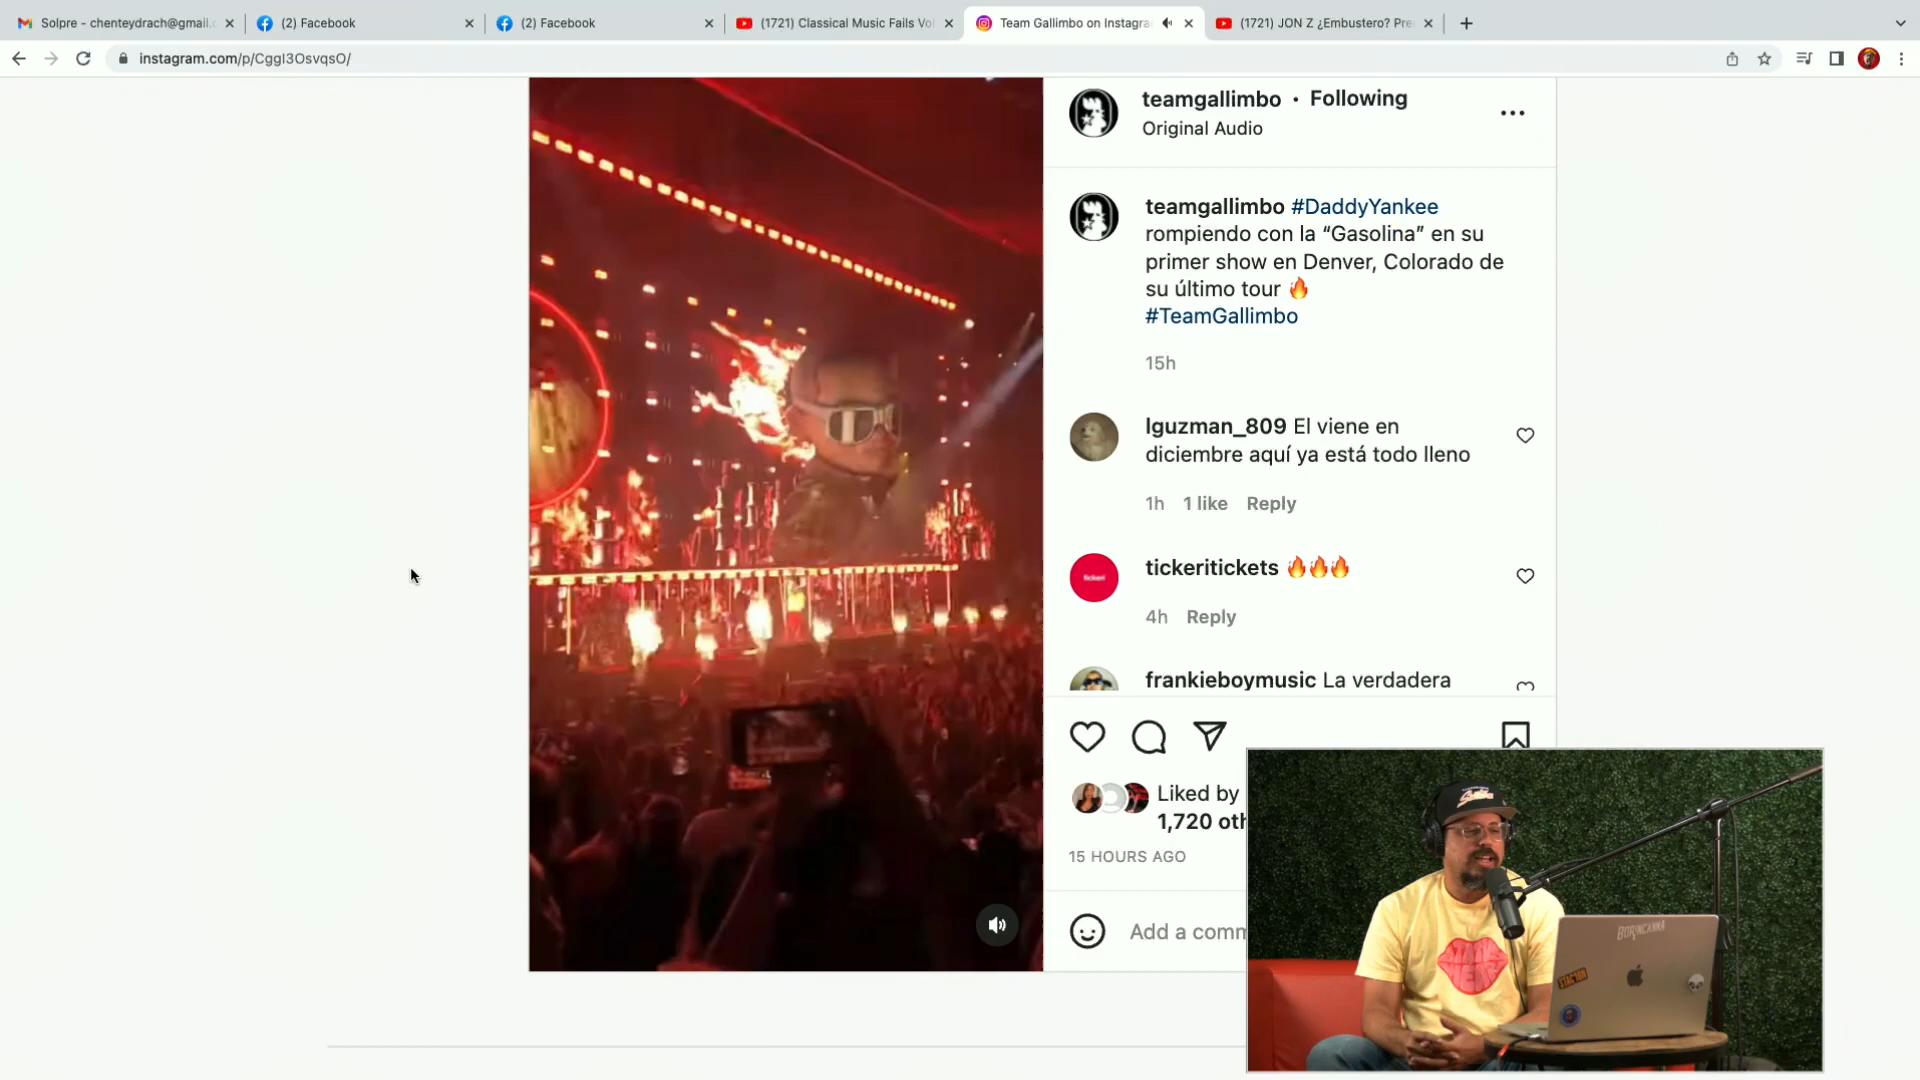 Solpre - chenteydrach@gmail.
(2) Facebook
(2) Facebook
(1721) Classical Music Fails Vo
Team Gallimbo on Instagra
(1721) JON Z ¿Embustero? Pre
instagram.com/p/CggI3OsvqsO/
teamgallimbo • Following
Original Audio
teamgallimbo #DaddyYankee
rompiendo con la “Gasolina” en su
primer show en Denver, Colorado de
su último tour 🔥
#TeamGallimbo
15h
lguzman_809 El viene en
diciembre aquí ya está todo lleno
1h 1 like Reply
tickeritickets 🔥🔥🔥
4h Reply
frankieboymusic La verdadera
Liked by
1,720 oth
15 HOURS AGO
Add a comm
BORINCANNA